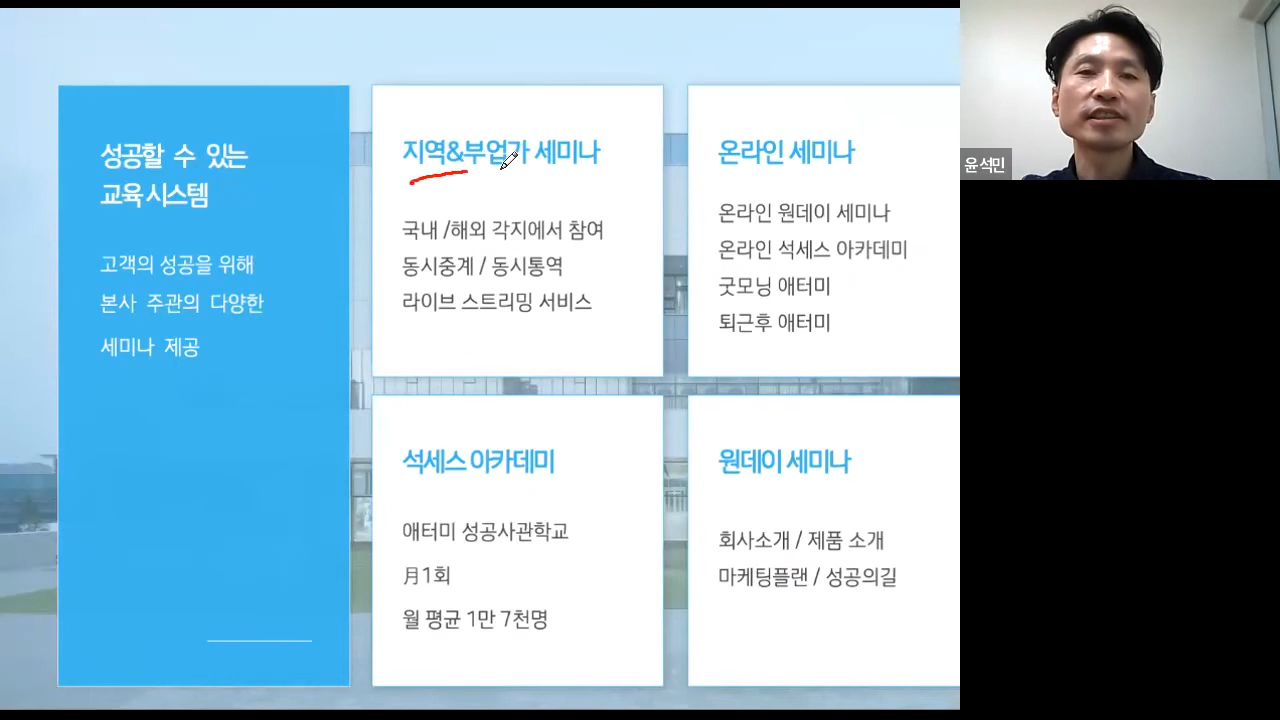 성공할 수 있는
교육 시스템
고객의 성공을 위해
본사 주관의 다양한
세미나 제공
지역&부업가 세미나
국내 /해외 각지에서 참여
동시중계 / 동시통역
라이브 스트리밍 서비스
온라인 세미나
온라인 원데이 세미나
온라인 석세스 아카데미
굿모닝 애터미
퇴근후 애터미
석세스 아카데미
애터미 성공사관학교
月1회
월 평균 1만 7천명
원데이 세미나
회사소개 / 제품 소개
마케팅플랜 / 성공의길
윤석민